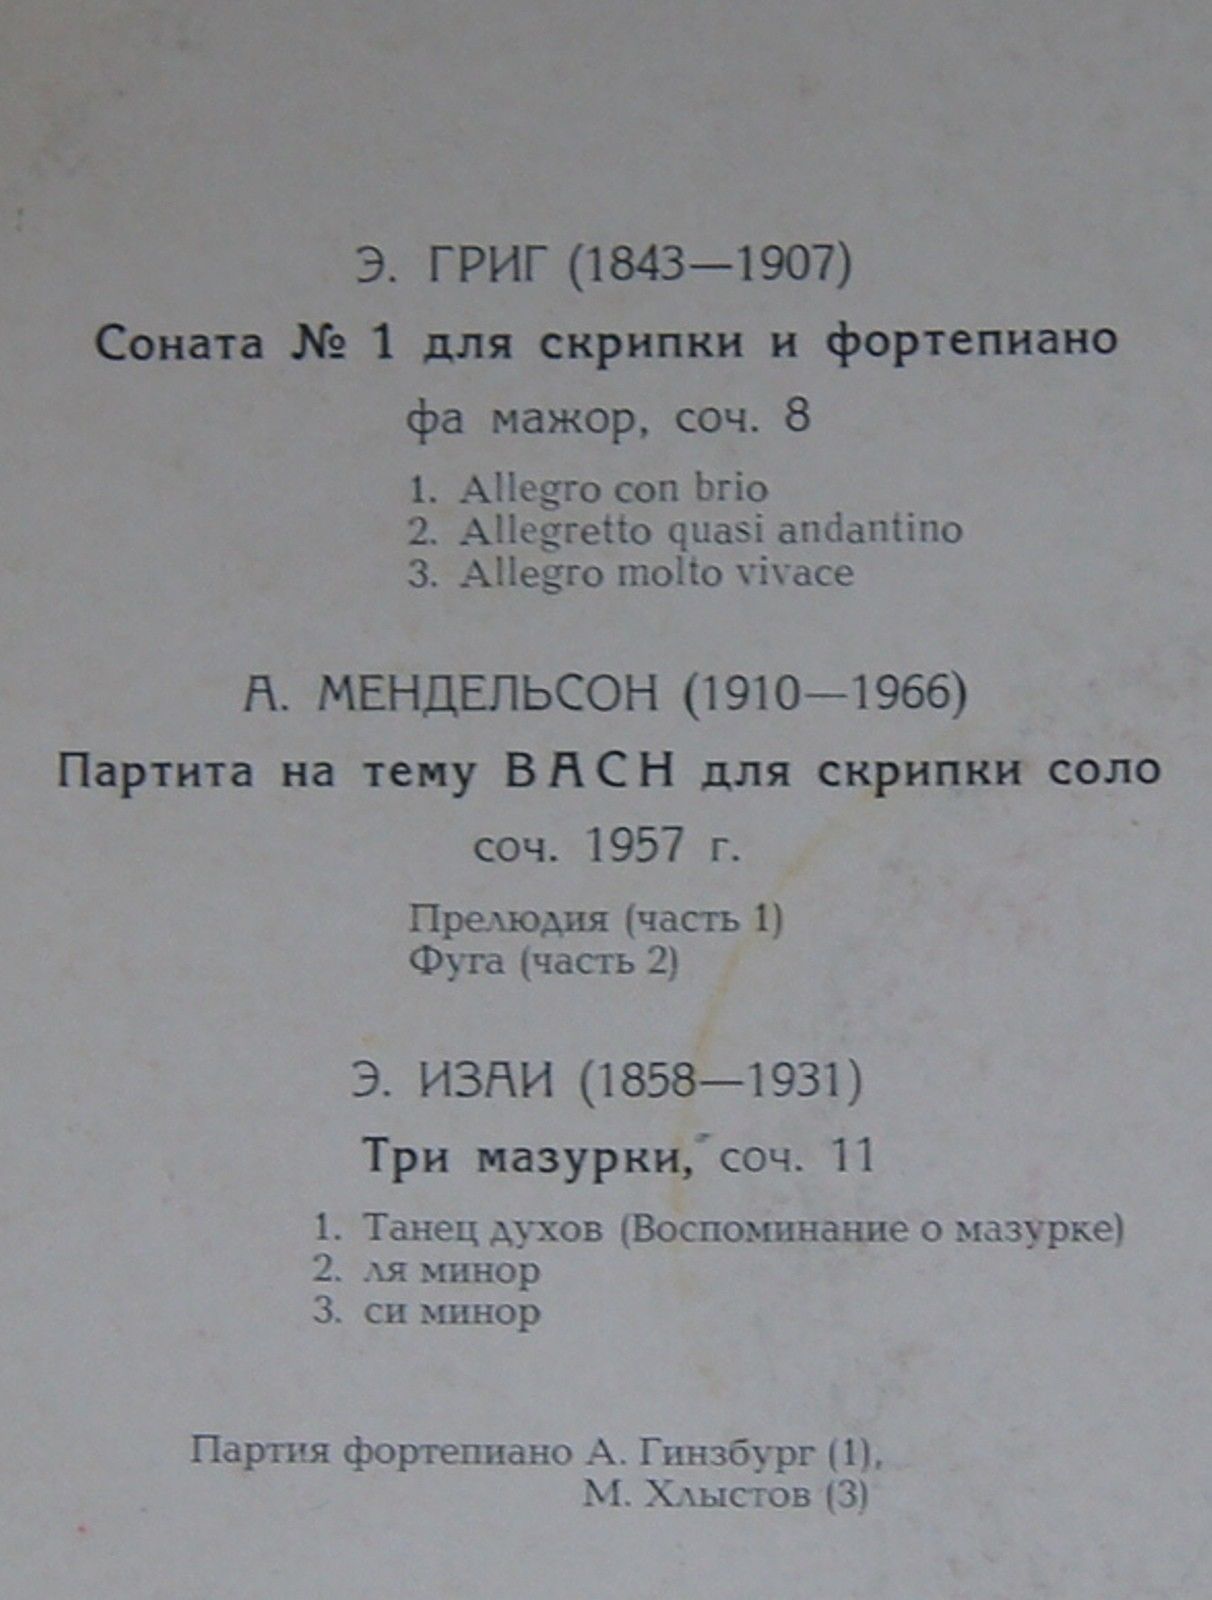 Э. ГРИГ (1843—1907)
Соната № 1 для скрипки и фортепиано
фа мажор, соч. 8
1. Allegro con brio
2. Allegretto quasi andantino
3. Allegro molto vivace
А. МЕНДЕЛЬСОН (1910—1966)
Партита на тему BACH для скрипки соло
соч. 1957 г.
Прелюдия (часть 1)
Фуга (часть 2)
Э. ИЗАИ (1858—1931)
Три мазурки, соч. 11
1. Танец духов (Воспоминание о мазурке)
2. ля минор
3. си минор
Партия фортепиано А. Гинзбург (1),
М. Хлыстов (3)